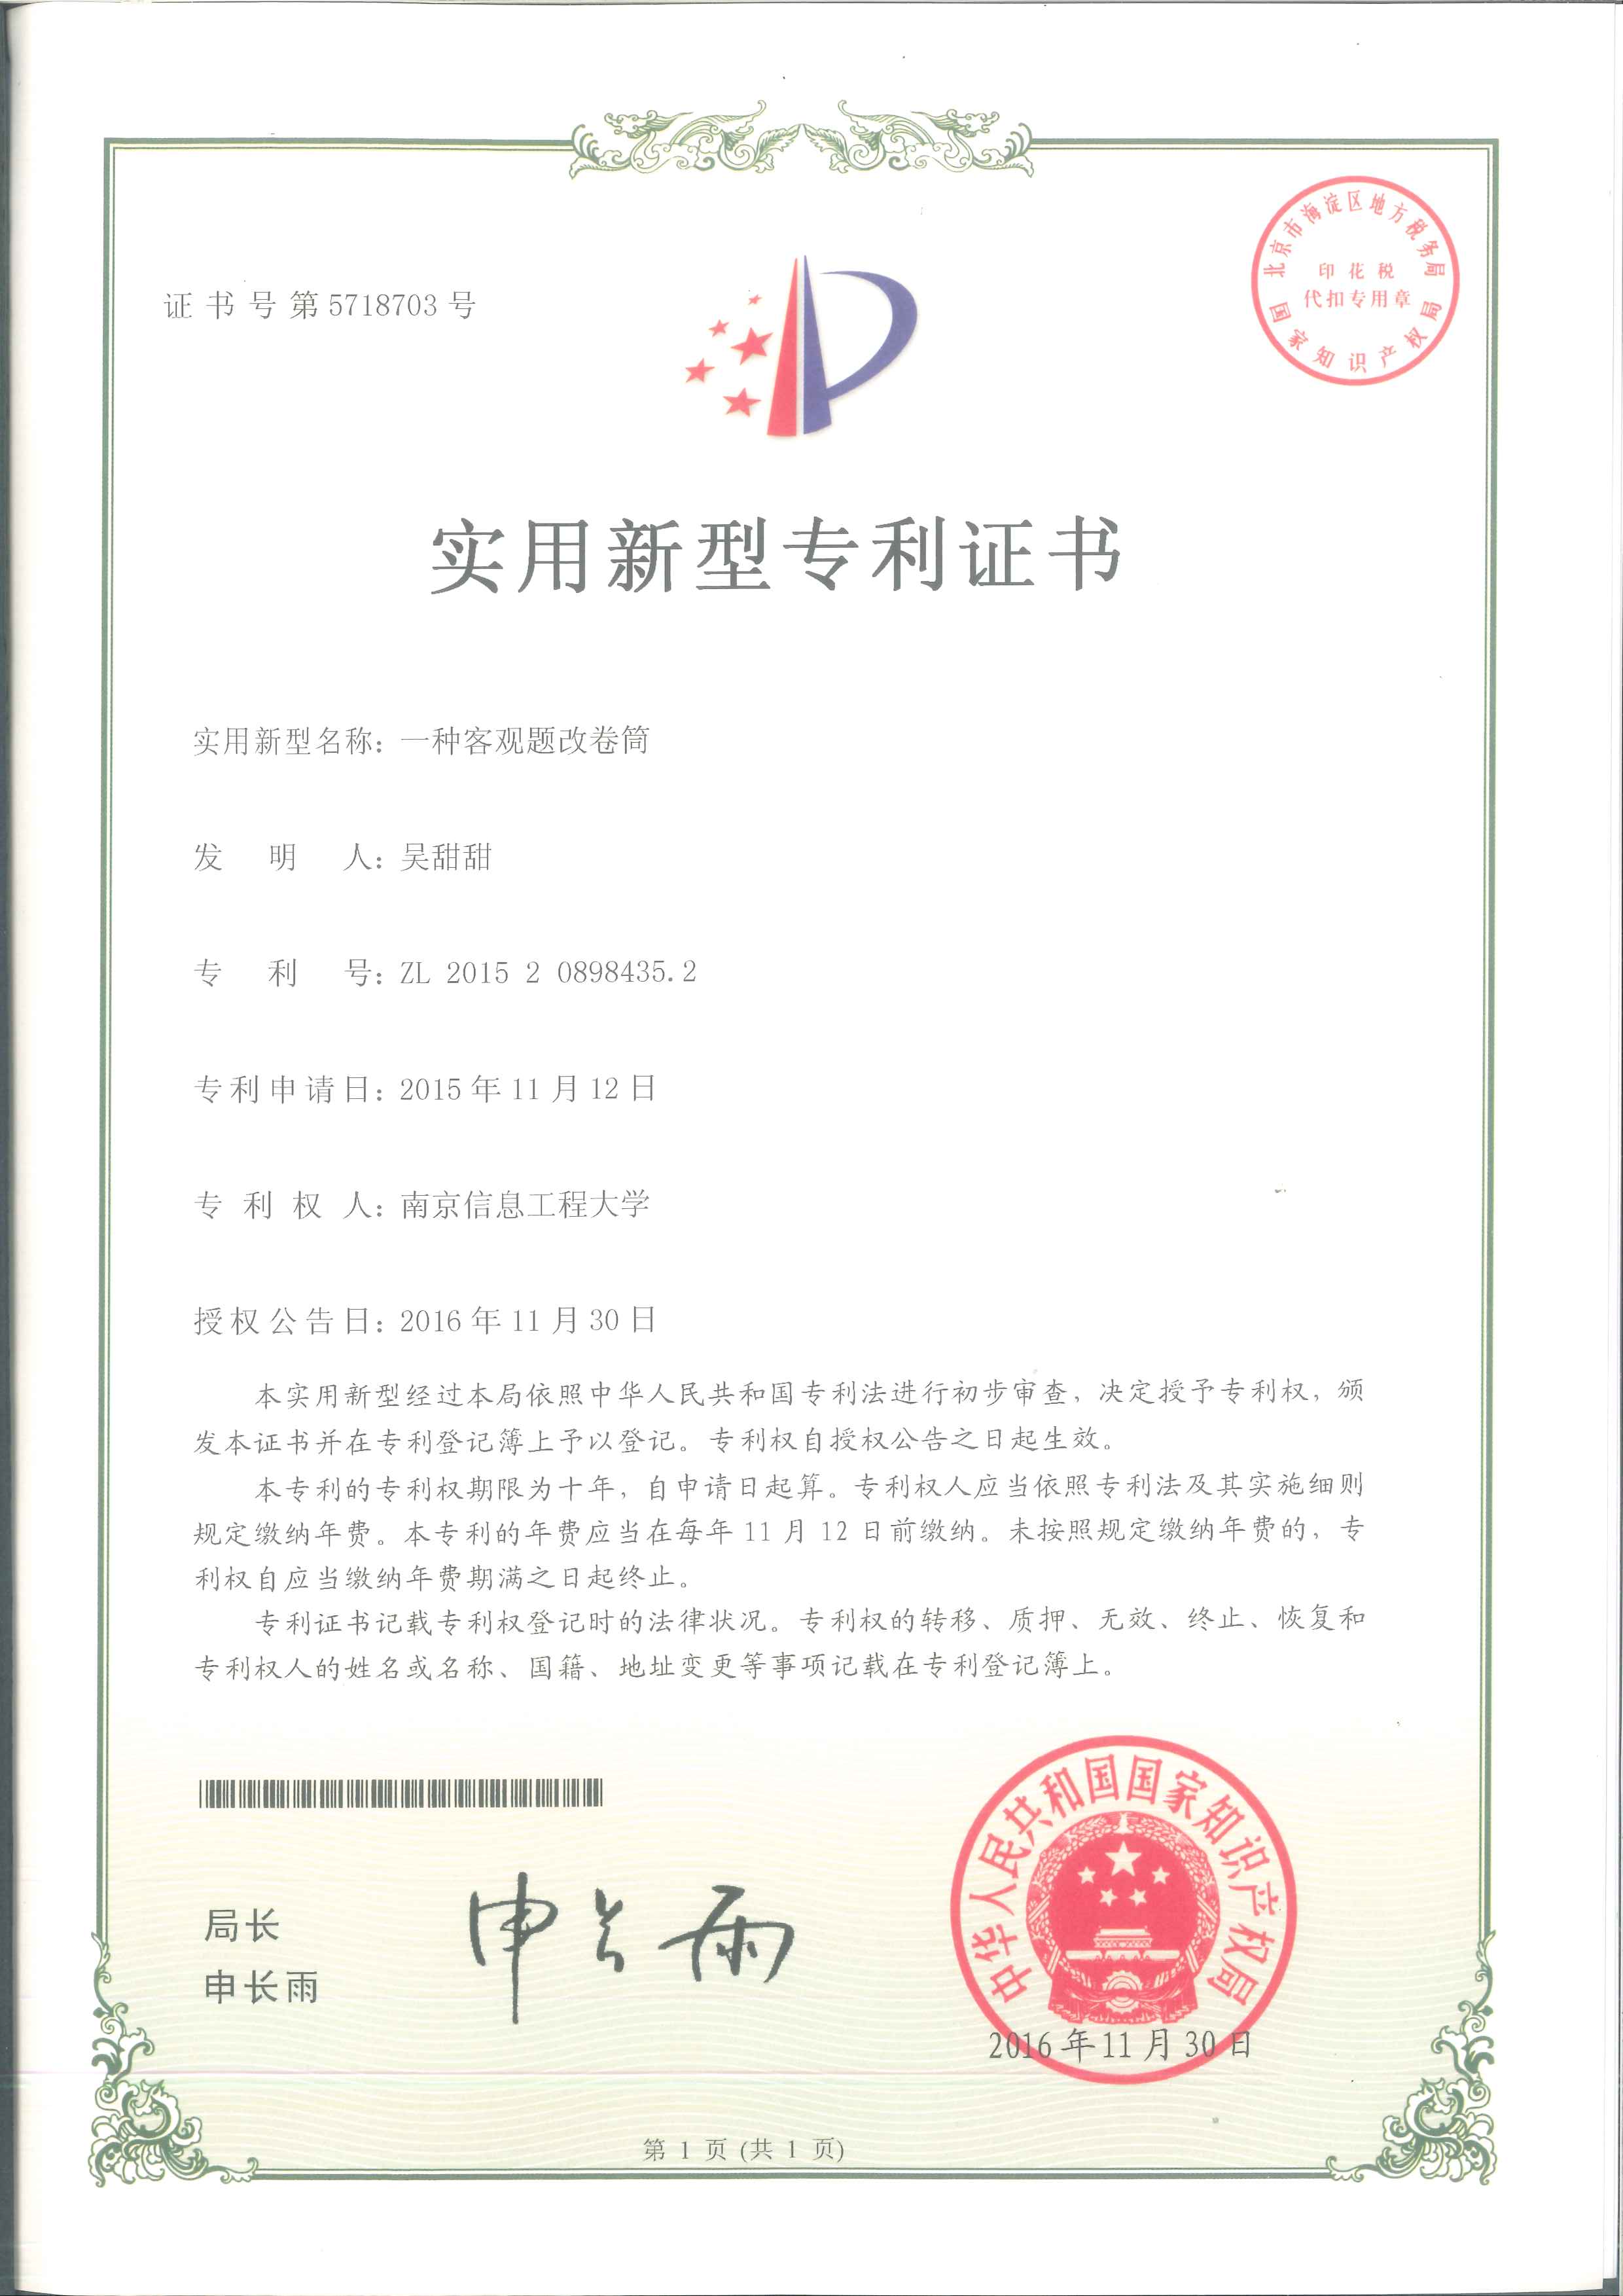 证书号第5718703号
北京市海淀区地方税务局
印花税
代扣专用章
国家知识产权局
实用新型专利证书
实用新型名称：一种客观题改卷筒
发明人：吴甜甜
专利号：ZL 2015 2 0898435.2
专利申请日：2015年11月12日
专利权人：南京信息工程大学
授权公告日：2016年11月30日
本实用新型经过本局依照中华人民共和国专利法进行初步审查，决定授予专利权，颁
发本证书并在专利登记簿上予以登记。专利权自授权公告之日起生效。
本专利的专利权期限为十年，自申请日起算。专利权人应当依照专利法及其实施细则
规定缴纳年费。本专利的年费应当在每年11月12日前缴纳。未按照规定缴纳年费的，专
利权自应当缴纳年费期满之日起终止。
专利证书记载专利权登记时的法律状况。专利权的转移、质押、无效、终止、恢复和
专利权人的姓名或名称、国籍、地址变更等事项记载在专利登记簿上。
局长
申长雨
申长雨
中华人民共和国国家知识产权局
2016年11月30日
第1页(共1页)